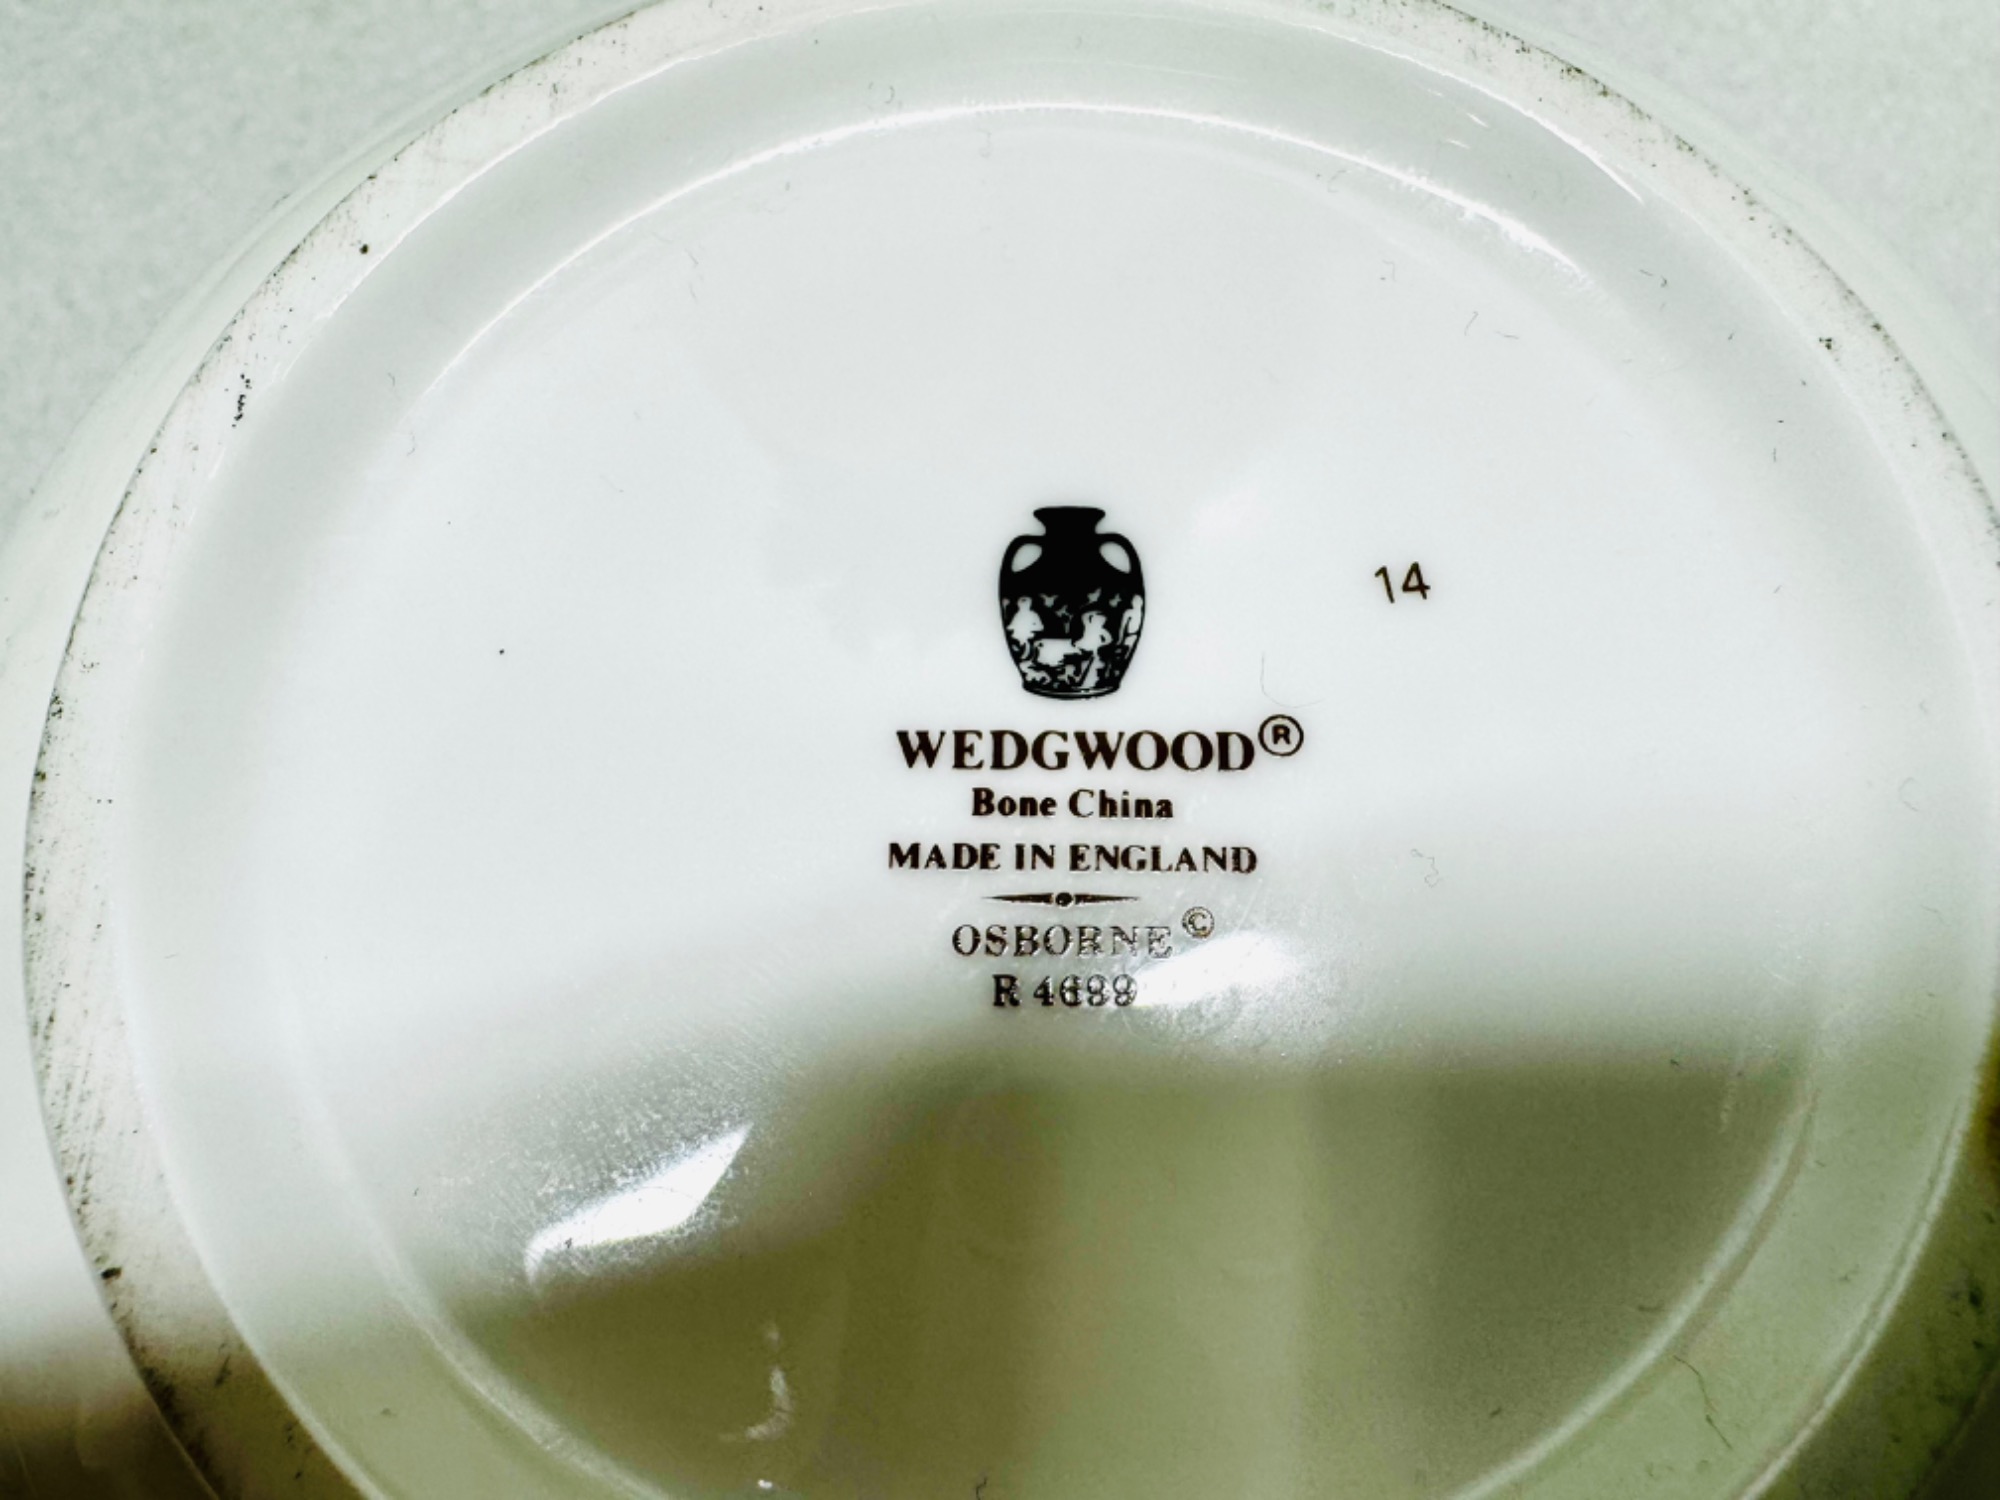 14
WEDGWOOD®
Bone China
MADE IN ENGLAND
OSBORNE ©
R 4699